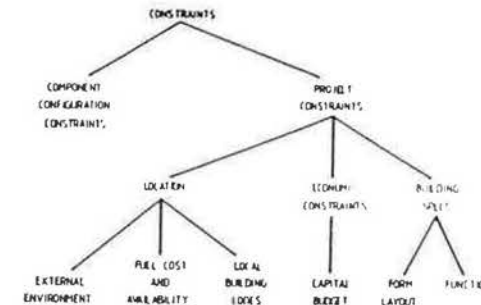 CONSTRAINTS
COMPONENT
CONFIGURATION
CONSTRAINTS
PROJECT
CONSTRAINTS
LOCATION
CONSTRAINTS
BUILDING
EXTERNAL
ENVIRONMENT
FUEL COST
AND
AVAILABILITY
LOCAL
BUILDING
CODES
CAPITAL
BUDGET
FORM
LAYOUT